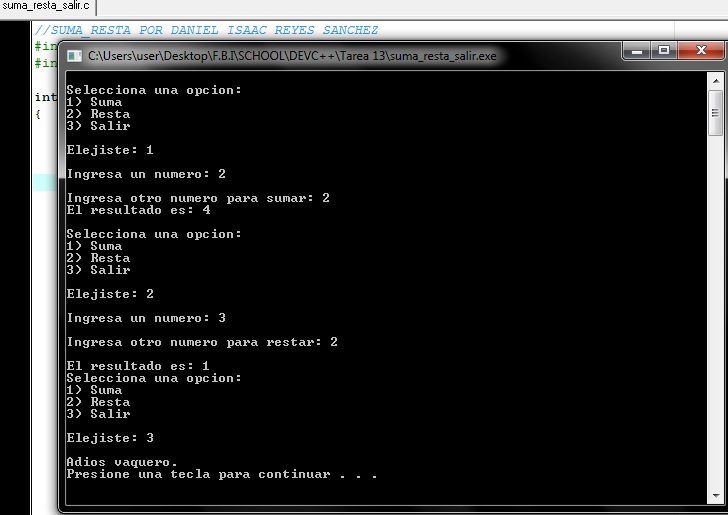 suma_resta_salir.c
//SUMA_RESTA POR DANIEL ISAAC REYES SANCHEZ
#in
#in
int
{
C:\Users\user\Desktop\F.B.I\SCHOOL\DEVC++\Tarea 13\suma_resta_salir.exe
Selecciona una opcion:
1) Suma
2) Resta
3) Salir
Elejiste: 1
Ingresa un numero: 2
Ingresa otro numero para sumar: 2
El resultado es: 4
Selecciona una opcion:
1) Suma
2) Resta
3) Salir
Elejiste: 2
Ingresa un numero: 3
Ingresa otro numero para restar: 2
El resultado es: 1
Selecciona una opcion:
1) Suma
2) Resta
3) Salir
Elejiste: 3
Adios vaquero.
Presione una tecla para continuar . . .